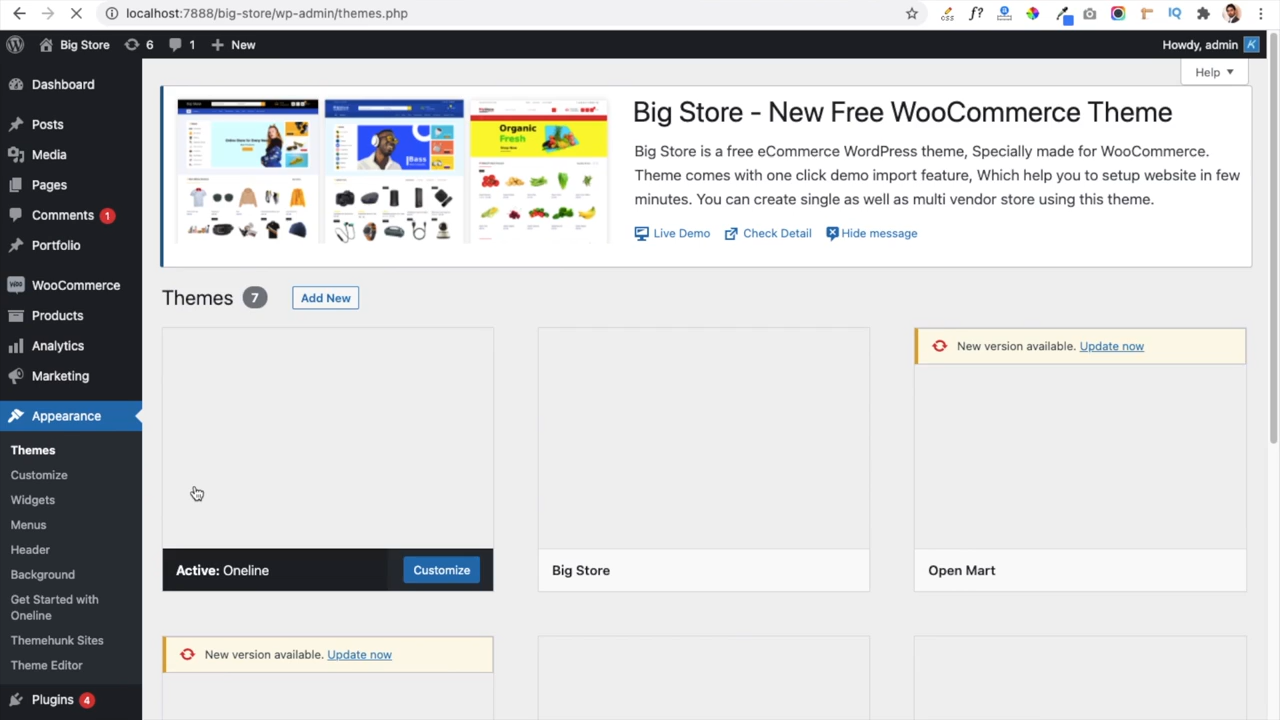 localhost:7888/big-store/wp-admin/themes.php
Big Store
6
1
New
Howdy, admin
Help
Dashboard
Posts
Media
Pages
Comments 1
Portfolio
WooCommerce
Products
Analytics
Marketing
Appearance
Themes
Customize
Widgets
Menus
Header
Background
Get Started with
Oneline
Themehunk Sites
Theme Editor
Plugins 4
Organic
Fresh
Big Store - New Free WooCommerce Theme
Big Store is a free eCommerce WordPress theme, Specially made for WooCommerce.
Theme comes with one click demo import feature, Which help you to setup website in few
minutes. You can create single as well as multi vendor store using this theme.
Live Demo Check Detail Hide message
Themes 7 Add New
New version available. Update now
Active: Oneline Customize
Big Store
Open Mart
New version available. Update now